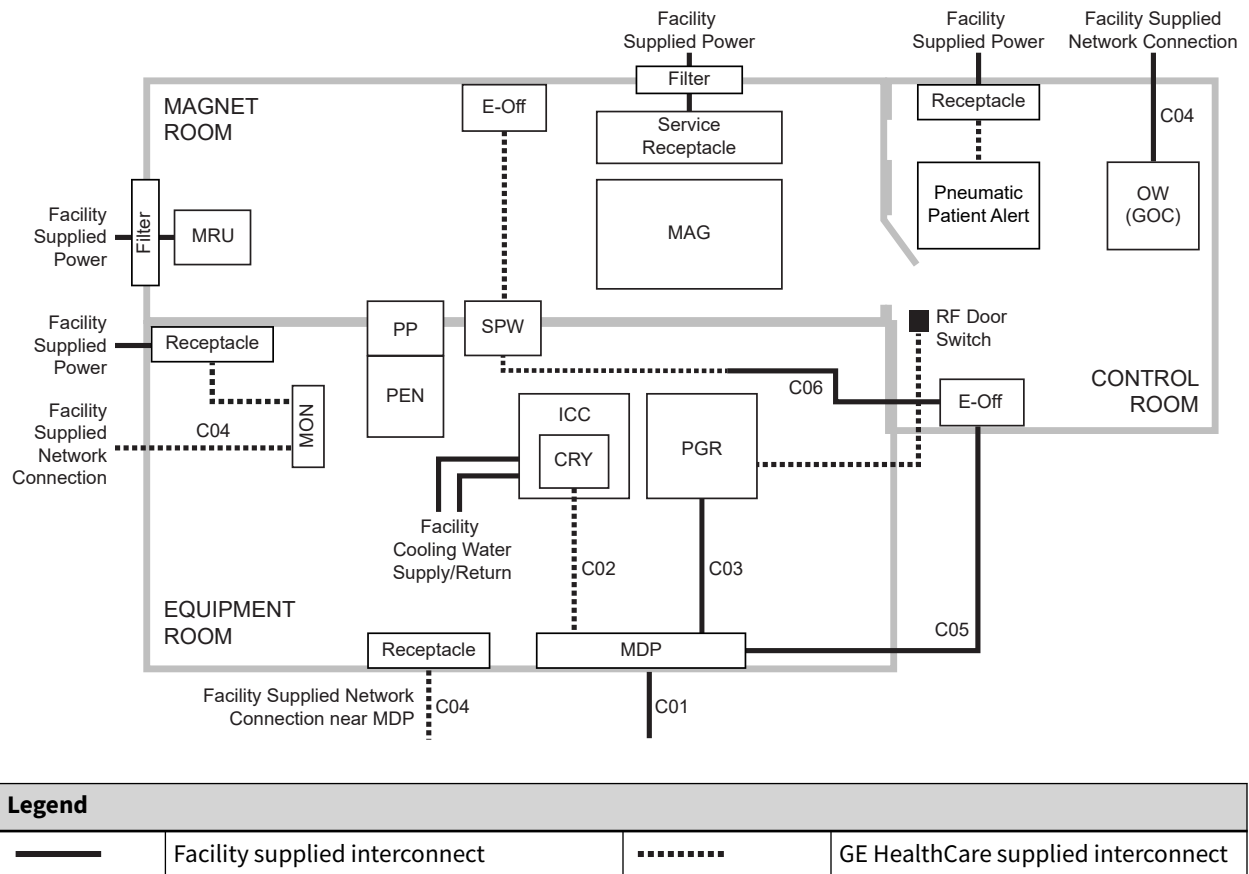 Facility
Supplied Power
Facility
Supplied Power
Facility Supplied
Network Connection
MAGNET
ROOM
E-Off
Filter
Service
Receptacle
Receptacle
C04
Facility
Supplied
Power
Filter
MRU
MAG
Pneumatic
Patient Alert
OW
(GOC)
Facility
Supplied
Power
Receptacle
PP
SPW
RF Door
Switch
PEN
C06
E-Off
CONTROL
ROOM
Facility
Supplied
Network
Connection
C04
MON
ICC
CRY
PGR
Facility
Cooling Water
Supply/Return
C02
C03
EQUIPMENT
ROOM
Receptacle
MDP
C05
Facility Supplied Network
Connection near MDP
C04
C01
Legend
Facility supplied interconnect
GE HealthCare supplied interconnect